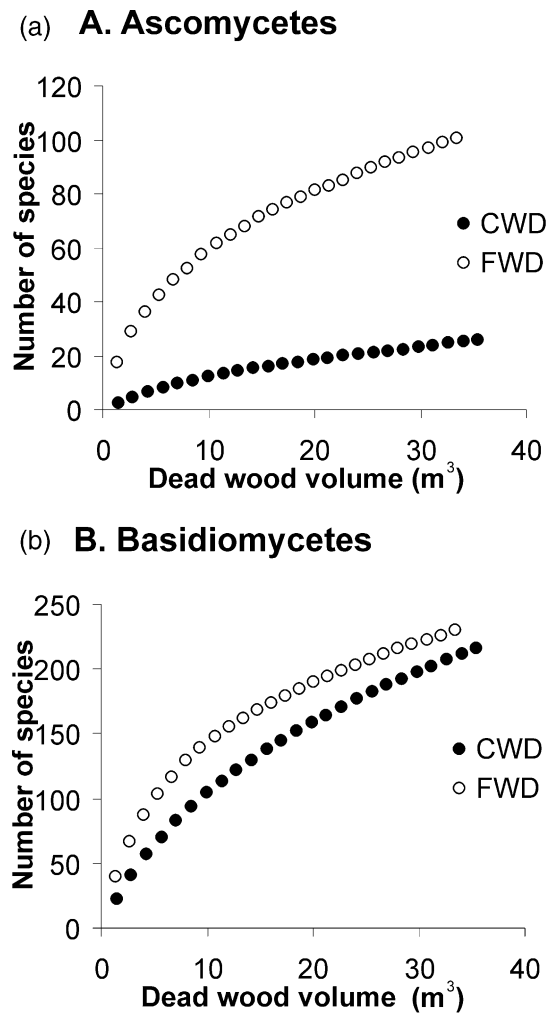 (a) A. Ascomycetes
Number of species
120
100
80
60
40
20
0
0 10 20 30 40
Dead wood volume (m³)
CWD
FWD
(b) B. Basidiomycetes
Number of species
250
200
150
100
50
0
0 10 20 30 40
Dead wood volume (m³)
CWD
FWD